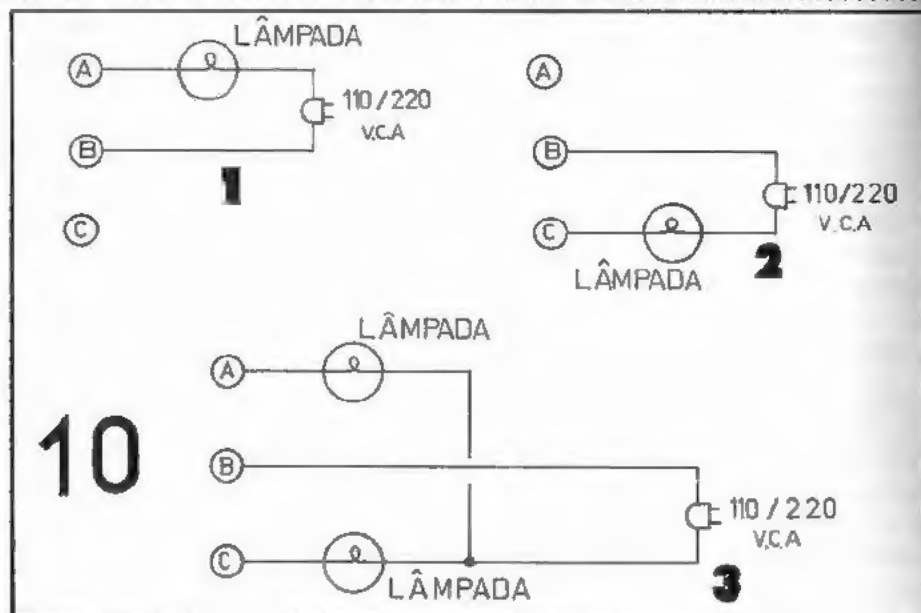 LÂMPADA
A
110/220
V.C.A
B
1
C
A
B
110/220
V.C.A
C
2
LÂMPADA
LÂMPADA
A
10
B
110/220
V.C.A
C
LÂMPADA
3